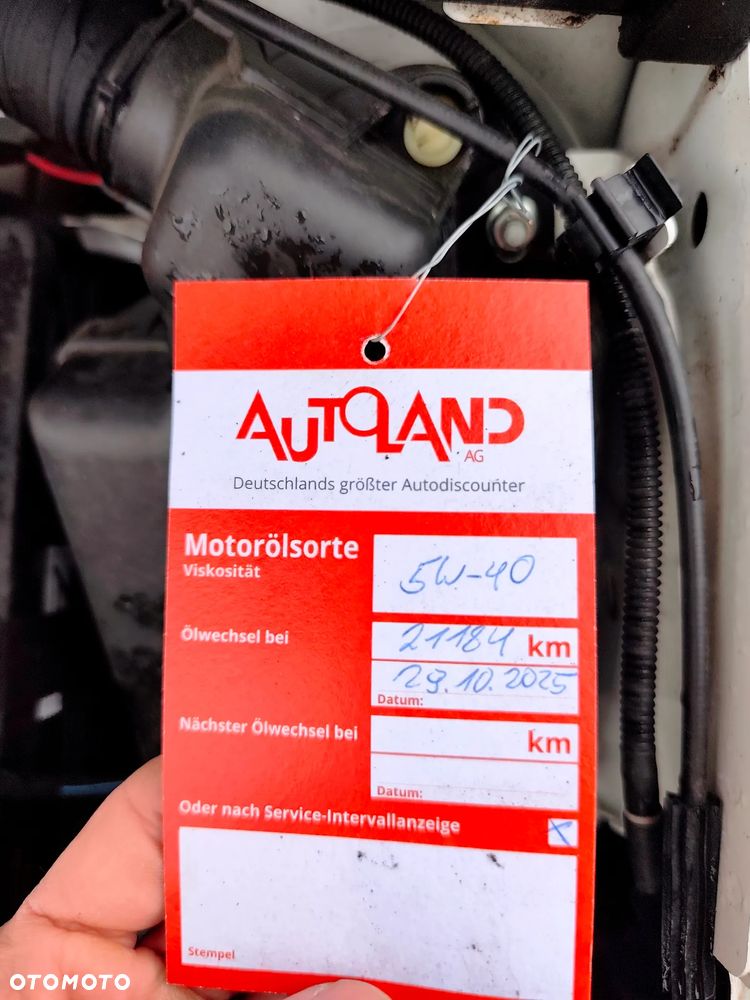 AUTOLAND
AG
Deutschlands größter Autodiscounter
Motorölsorte
Viskosität
5W-40
Ölwechsel bei
21184 km
29.10.2025
Datum:
Nächster Ölwechsel bei
km
Datum:
Oder nach Service-Intervallanzeige
X
Stempel
OTOMOTO